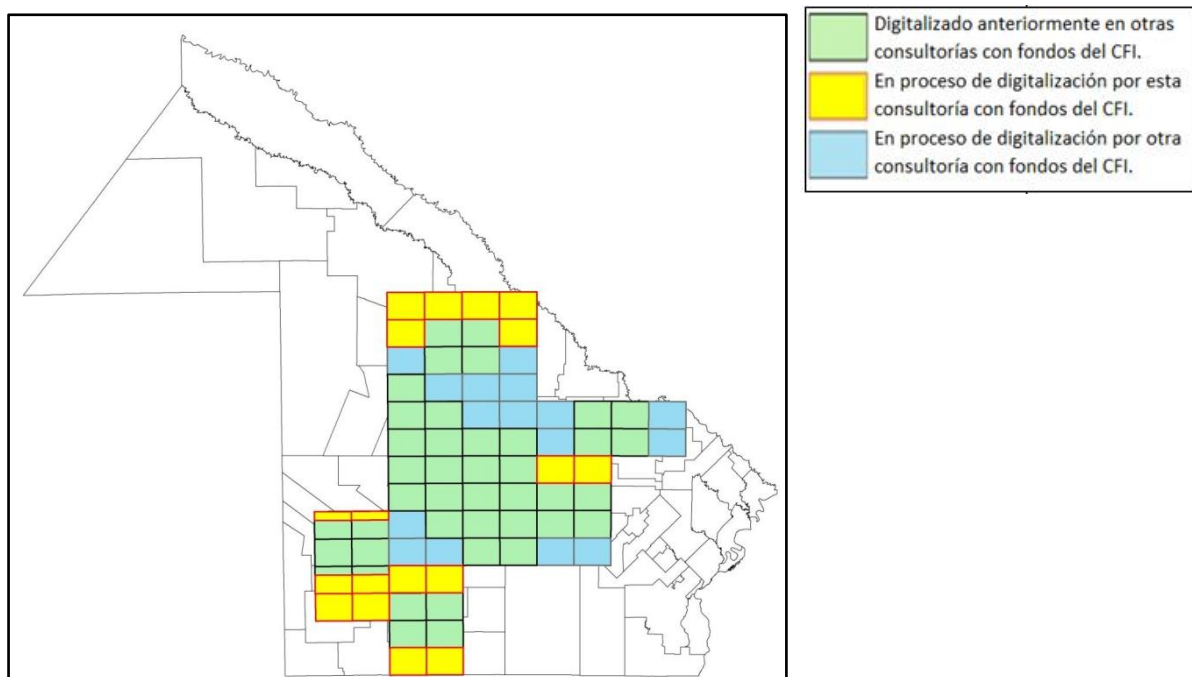 Digitalizado anteriormente en otras
consultorías con fondos del CFI.
En proceso de digitalización por esta
consultoría con fondos del CFI.
En proceso de digitalización por otra
consultoría con fondos del CFI.